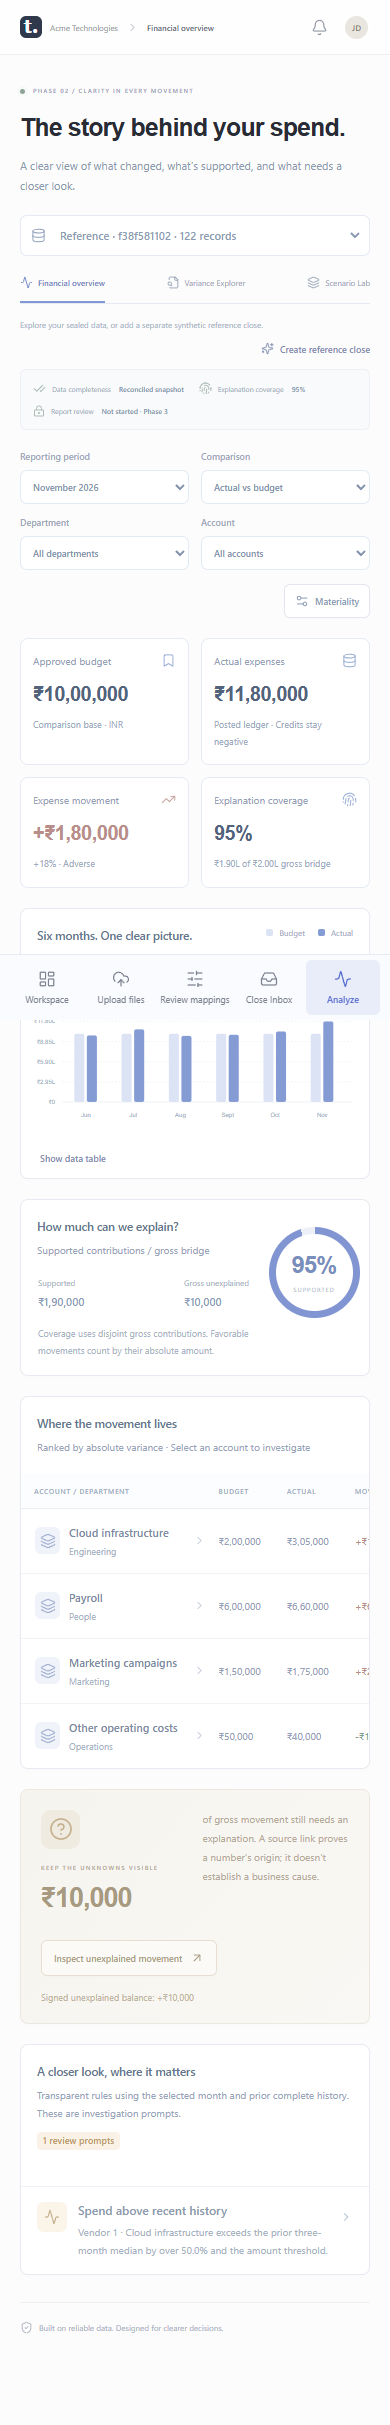 t.
Acme Technologies
Financial overview
JD
PHASE 02 / CLARITY IN EVERY MOVEMENT
The story behind your spend.
A clear view of what changed, what's supported, and what needs a
closer look.
Reference · f38f581102 · 122 records
Financial overview
Variance Explorer
Scenario Lab
Explore your sealed data, or add a separate synthetic reference close.
Create reference close
Data completeness Reconciled snapshot
Explanation coverage 95%
Report review Not started · Phase 3
Reporting period
Comparison
November 2026
Actual vs budget
Department
Account
All departments
All accounts
Materiality
Approved budget
₹10,00,000
Comparison base · INR
Actual expenses
₹11,80,000
Posted ledger · Credits stay
negative
Expense movement
+₹1,80,000
+18% · Adverse
Explanation coverage
95%
₹1.90L of ₹2.00L gross bridge
Six months. One clear picture.
Budget
Actual
Workspace
Upload files
Review mappings
Close Inbox
Analyze
₹11.80L
₹8.85L
₹5.90L
₹2.95L
₹0
Jun
Jul
Aug
Sept
Oct
Nov
Show data table
How much can we explain?
Supported contributions / gross bridge
Supported
₹1,90,000
Gross unexplained
₹10,000
Coverage uses disjoint gross contributions. Favorable
movements count by their absolute amount.
95%
SUPPORTED
Where the movement lives
Ranked by absolute variance · Select an account to investigate
ACCOUNT / DEPARTMENT BUDGET ACTUAL
Cloud infrastructure
Engineering
₹2,00,000 ₹3,05,000
Payroll
People
₹6,00,000 ₹6,60,000
Marketing campaigns
Marketing
₹1,50,000 ₹1,75,000
Other operating costs
Operations
₹50,000 ₹40,000
KEEP THE UNKNOWNS VISIBLE
₹10,000
of gross movement still needs an
explanation. A source link proves
a number's origin; it doesn't
establish a business cause.
Inspect unexplained movement
Signed unexplained balance: +₹10,000
A closer look, where it matters
Transparent rules using the selected month and prior complete history.
These are investigation prompts.
1 review prompts
Spend above recent history
Vendor 1 · Cloud infrastructure exceeds the prior three-
month median by over 50.0% and the amount threshold.
Built on reliable data. Designed for clearer decisions.